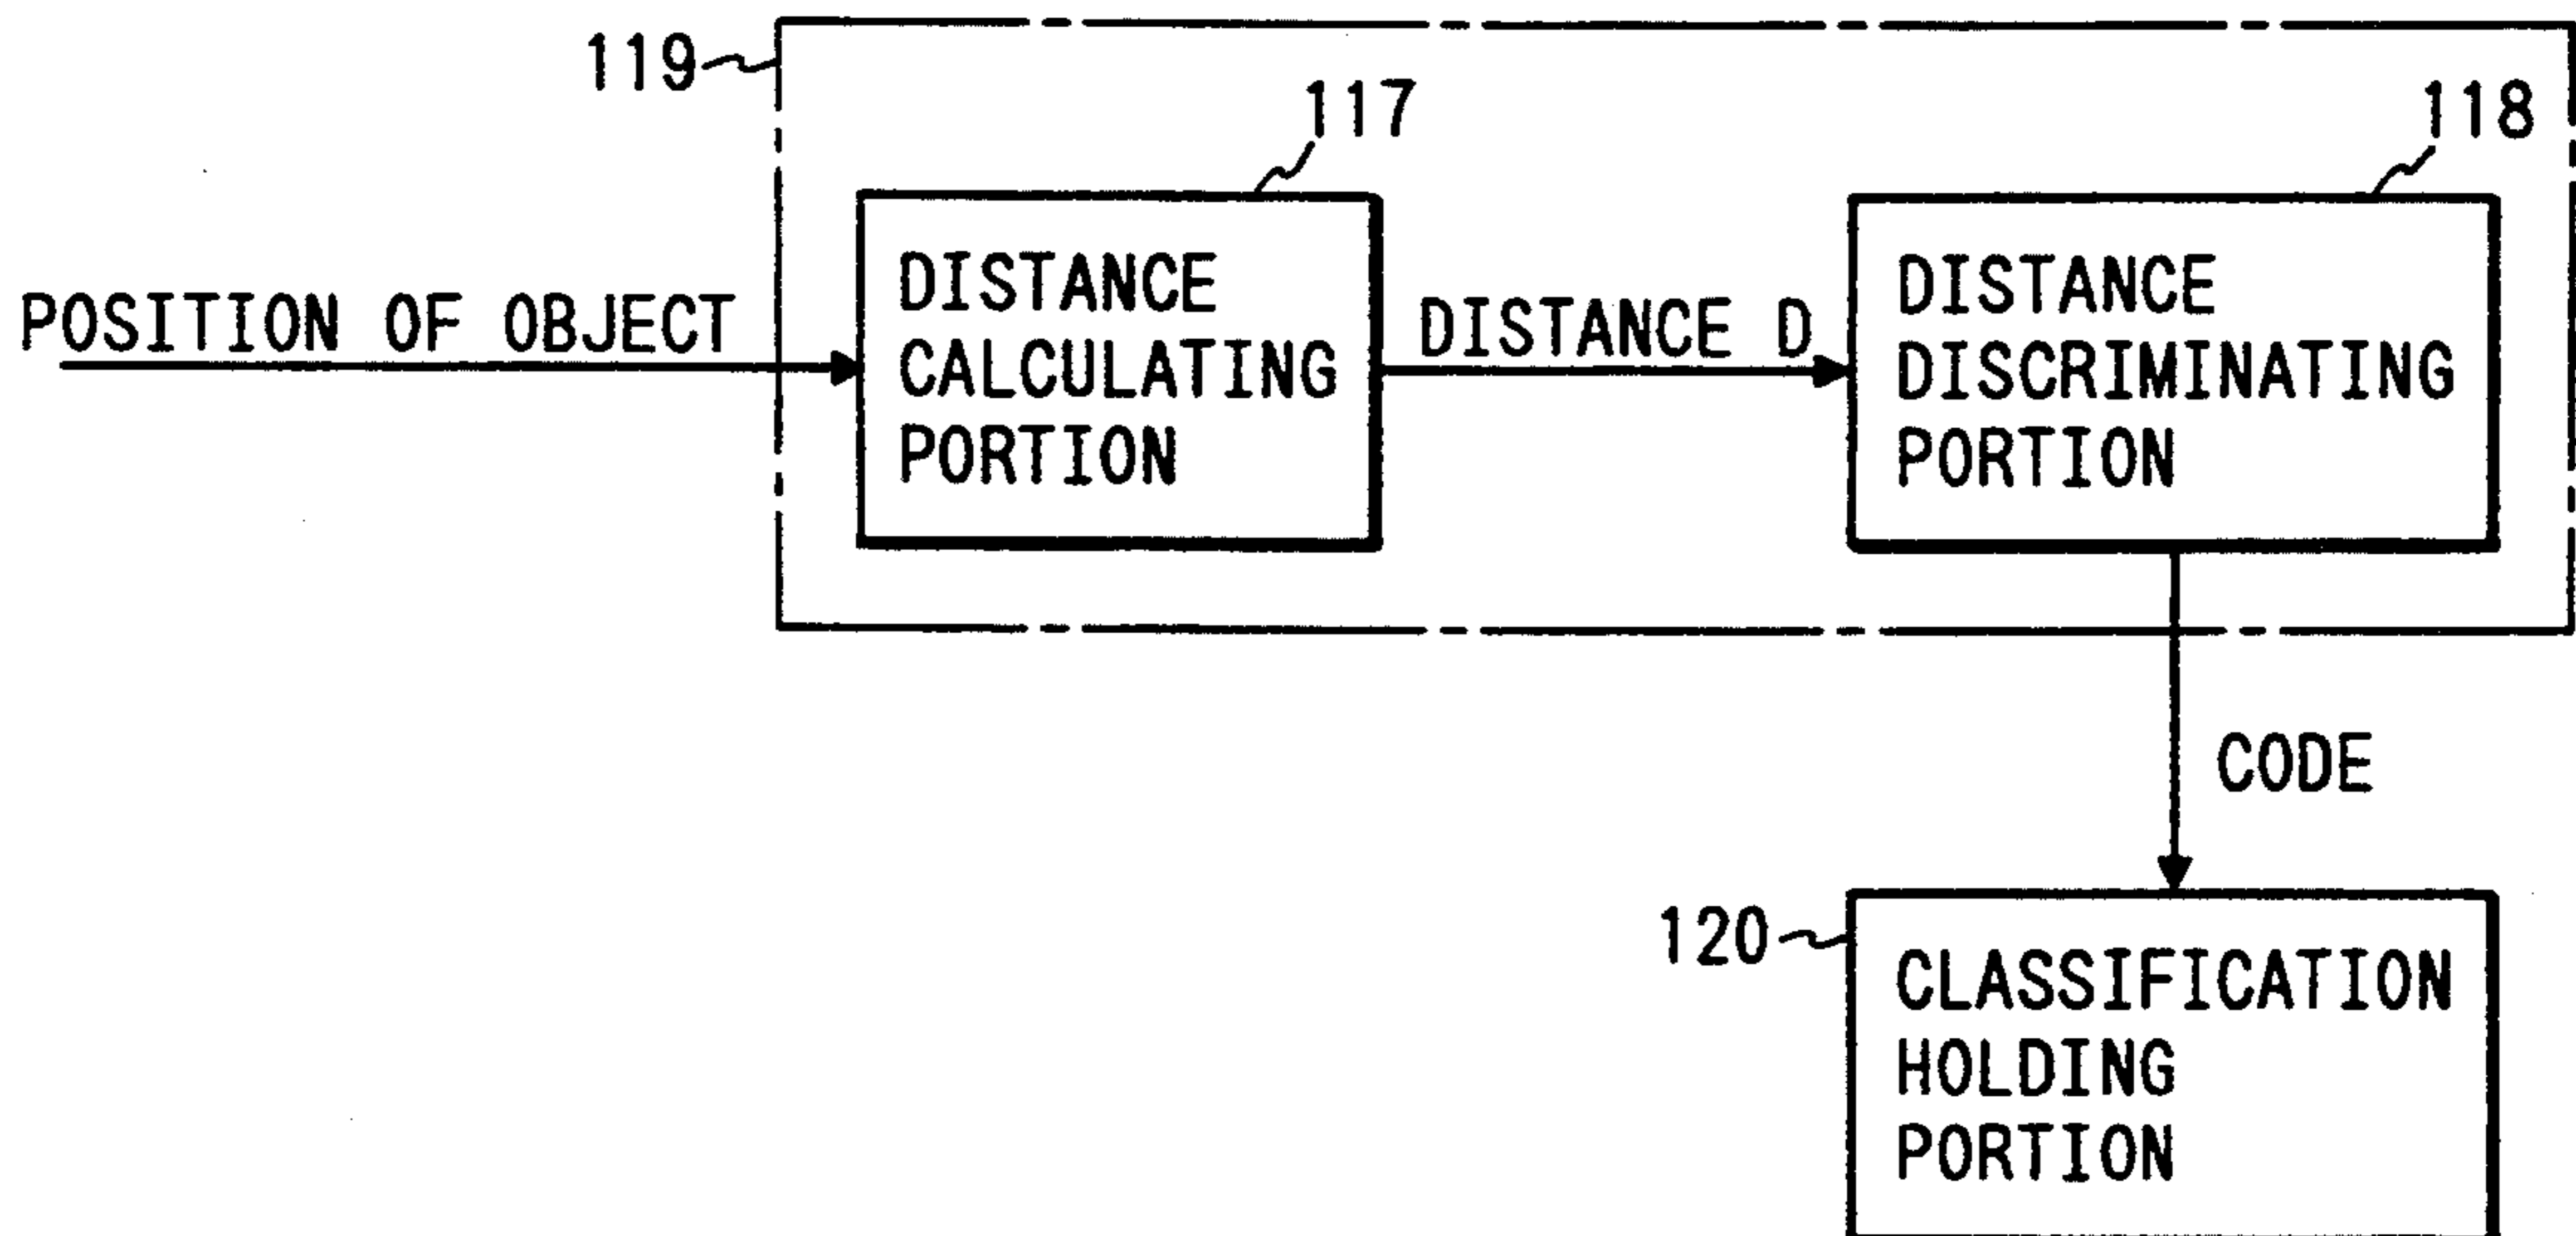 119
117
118
POSITION OF OBJECT
DISTANCE
CALCULATING
PORTION
DISTANCE D
DISTANCE
DISCRIMINATING
PORTION
CODE
120
CLASSIFICATION
HOLDING
PORTION